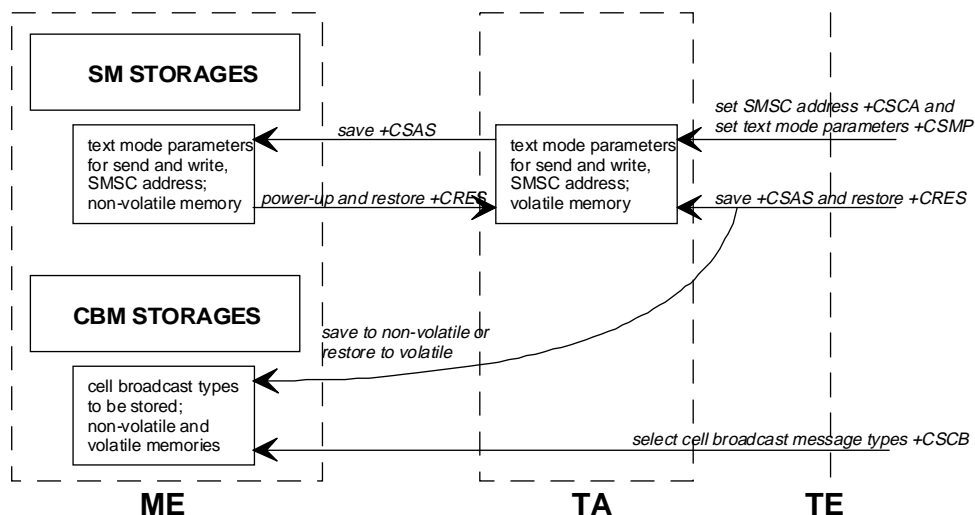 SM STORAGES
set SMSC address +CSCA and
set text mode parameters +CSMP
save +CSAS
text mode parameters
for send and write,
SMSC address;
non-volatile memory
text mode parameters
for send and write,
SMSC address;
volatile memory
power-up and restore +CRES
save +CSAS and restore +CRES
CBM STORAGES
save to non-volatile or
restore to volatile
cell broadcast types
to be stored;
non-volatile and
volatile memories
select cell broadcast message types +CSCB
ME
TA
TE